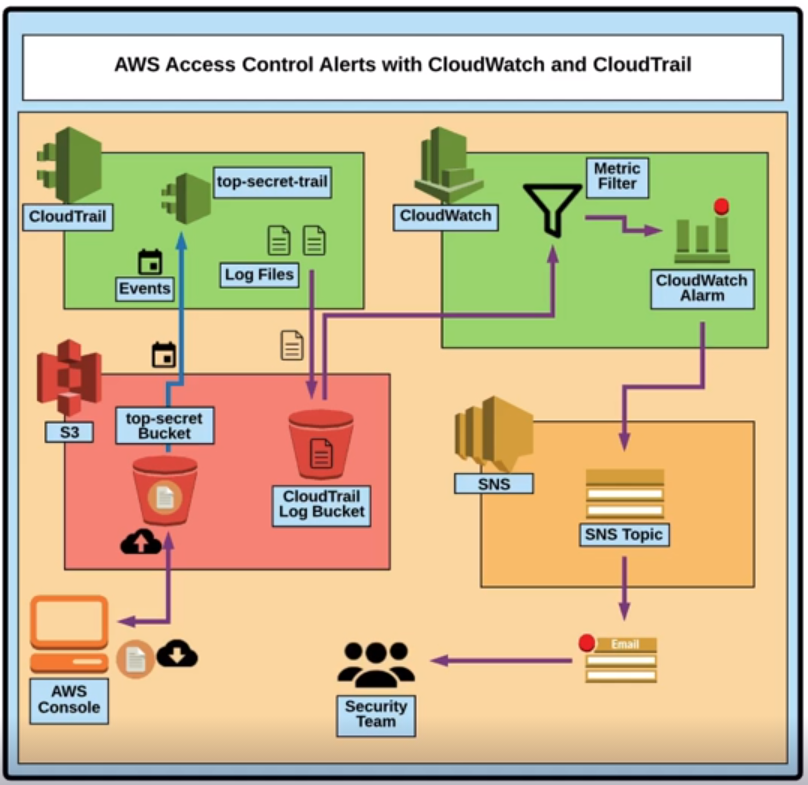 AWS Access Control Alerts with CloudWatch and CloudTrail
CloudTrail
top-secret-trail
Events
Log Files
CloudWatch
Metric
Filter
CloudWatch
Alarm
S3
top-secret
Bucket
CloudTrail
Log Bucket
SNS
SNS Topic
AWS
Console
Email
Security
Team